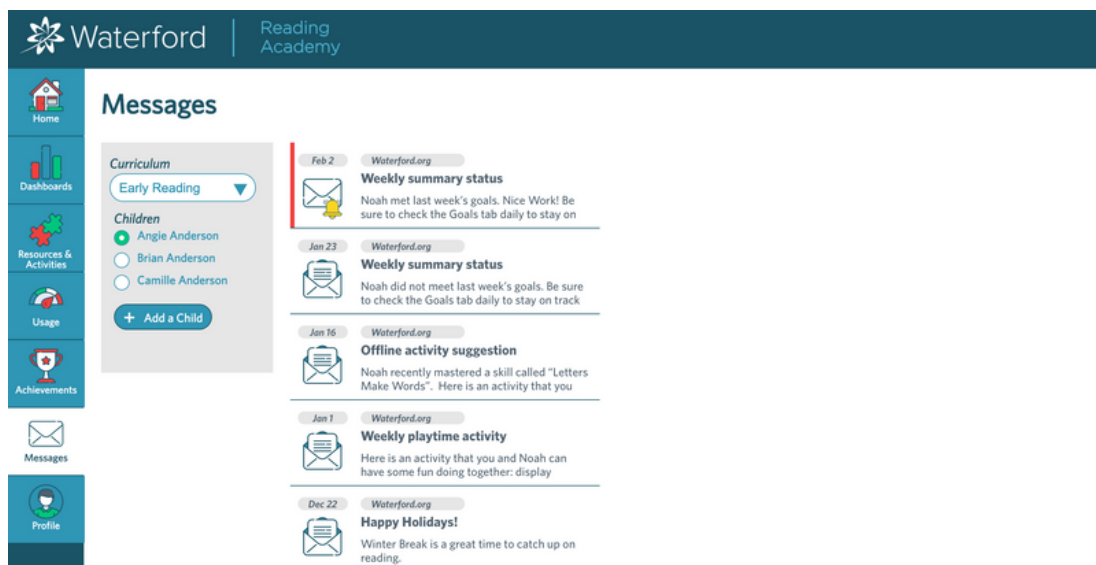 Waterford
Reading
Academy
Home
Dashboards
Resources &
Activities
Usage
Achievements
Messages
Profile
Messages
Curriculum
Early Reading
Children
Angie Anderson
Brian Anderson
Camille Anderson
+ Add a Child
Feb 2 Waterford.org
Weekly summary status
Noah met last week's goals. Nice Work! Be
sure to check the Goals tab daily to stay on
Jan 23 Waterford.org
Weekly summary status
Noah did not meet last week's goals. Be sure
to check the Goals tab daily to stay on track
Jan 16 Waterford.org
Offline activity suggestion
Noah recently mastered a skill called "Letters
Make Words". Here is an activity that you
Jan 1 Waterford.org
Weekly playtime activity
Here is an activity that you and Noah can
have some fun doing together: display
Dec 22 Waterford.org
Happy Holidays!
Winter Break is a great time to catch up on
reading.